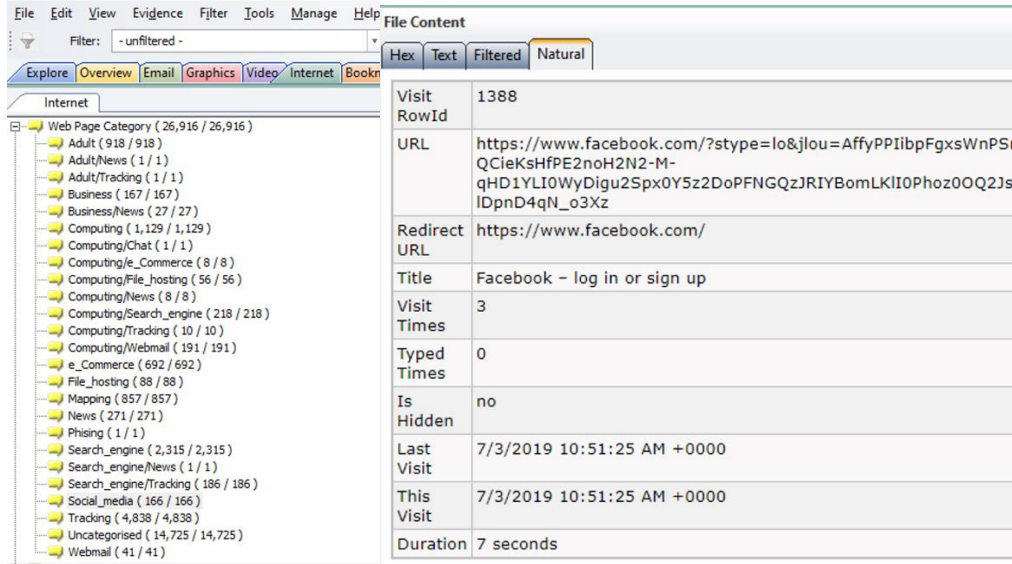 File Edit View Evidence Filter Tools Manage Help
Filter: - unfiltered -
Explore Overview Email Graphics Video Internet Bookn
Internet
Web Page Category ( 26,916 / 26,916 )
Adult ( 918 / 918 )
Adult/News ( 1 / 1 )
Adult/Tracking ( 1 / 1 )
Business ( 167 / 167 )
Business/News ( 27 / 27 )
Computing ( 1,129 / 1,129 )
Computing/Chat ( 1 / 1 )
Computing/e_Commerce ( 8 / 8 )
Computing/File_hosting ( 56 / 56 )
Computing/News ( 8 / 8 )
Computing/Search_engine ( 218 / 218 )
Computing/Tracking ( 10 / 10 )
Computing/Webmail ( 191 / 191 )
e_Commerce ( 692 / 692 )
File_hosting ( 88 / 88 )
Mapping ( 857 / 857 )
News ( 271 / 271 )
Phising ( 1 / 1 )
Search_engine ( 2,315 / 2,315 )
Search_engine/News ( 1 / 1 )
Search_engine/Tracking ( 186 / 186 )
Social_media ( 166 / 166 )
Tracking ( 4,838 / 4,838 )
Uncategorised ( 14,725 / 14,725 )
Webmail ( 41 / 41 )
File Content
Hex Text Filtered Natural
Visit 1388
RowId
URL https://www.facebook.com/?stype=lo&jlou=AffyPPIibpFgxsWnPS
QCieKsHfPE2noH2N2-M-
qHD1YLI0WyDigu2Spx0Y5z2DoPFNGQzJRIYBomLKlI0Phoz0OQ2Js
lDpnD4qN_o3Xz
Redirect https://www.facebook.com/
URL
Title Facebook – log in or sign up
Visit 3
Times
Typed 0
Times
Is no
Hidden
Last 7/3/2019 10:51:25 AM +0000
Visit
This 7/3/2019 10:51:25 AM +0000
Visit
Duration 7 seconds